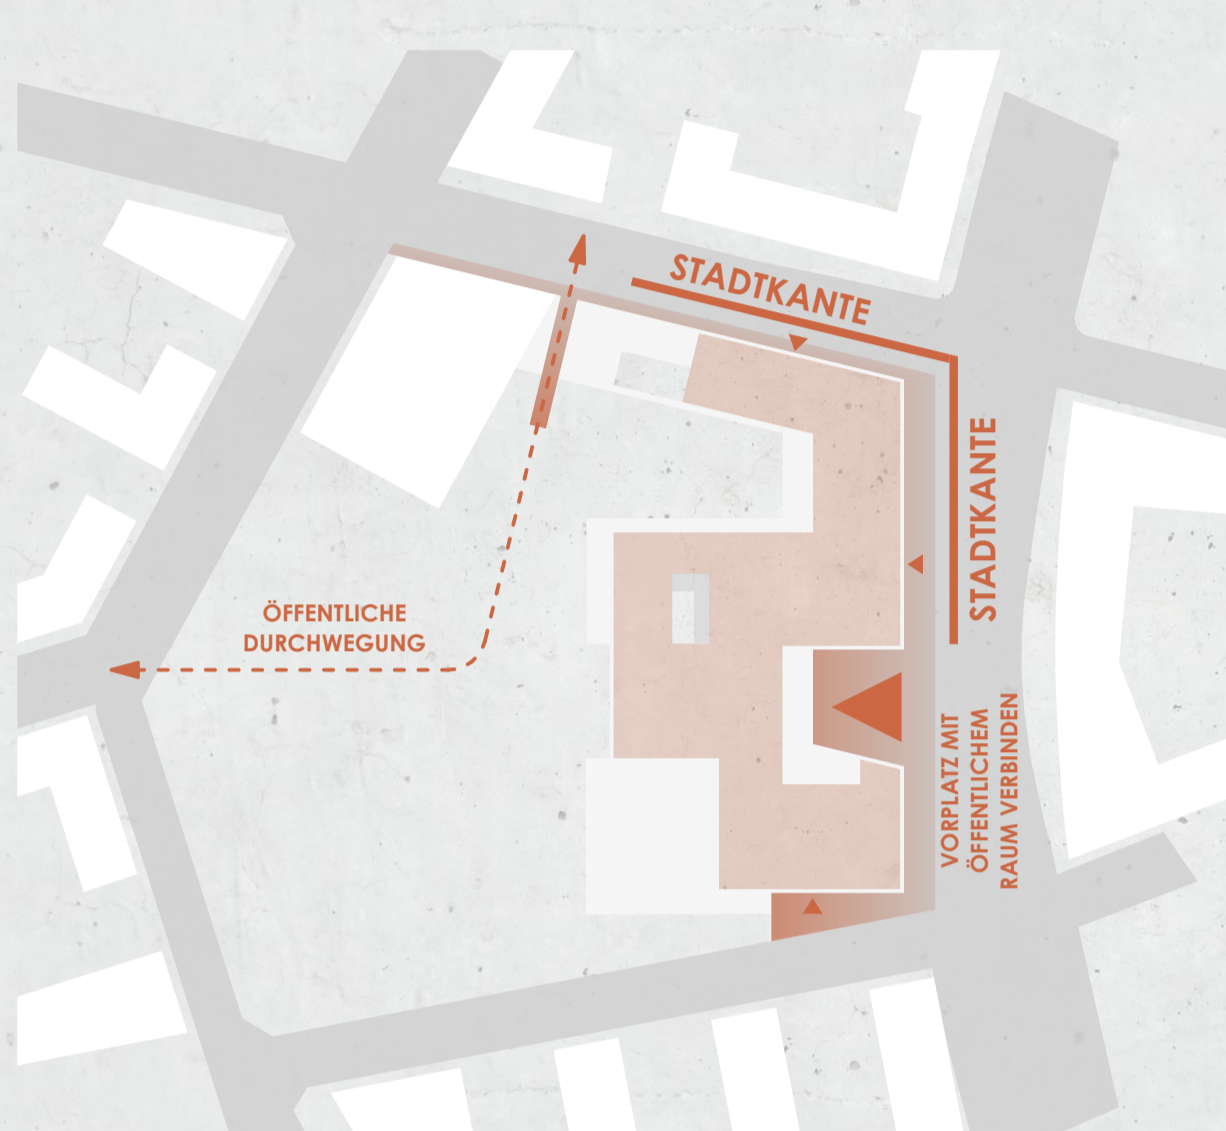 STADTKANTE
STADTKANTE
ÖFFENTLICHE
DURCHWEGUNG
VORPLATZ MIT
ÖFFENTLICHEM
RAUM VERBINDEN